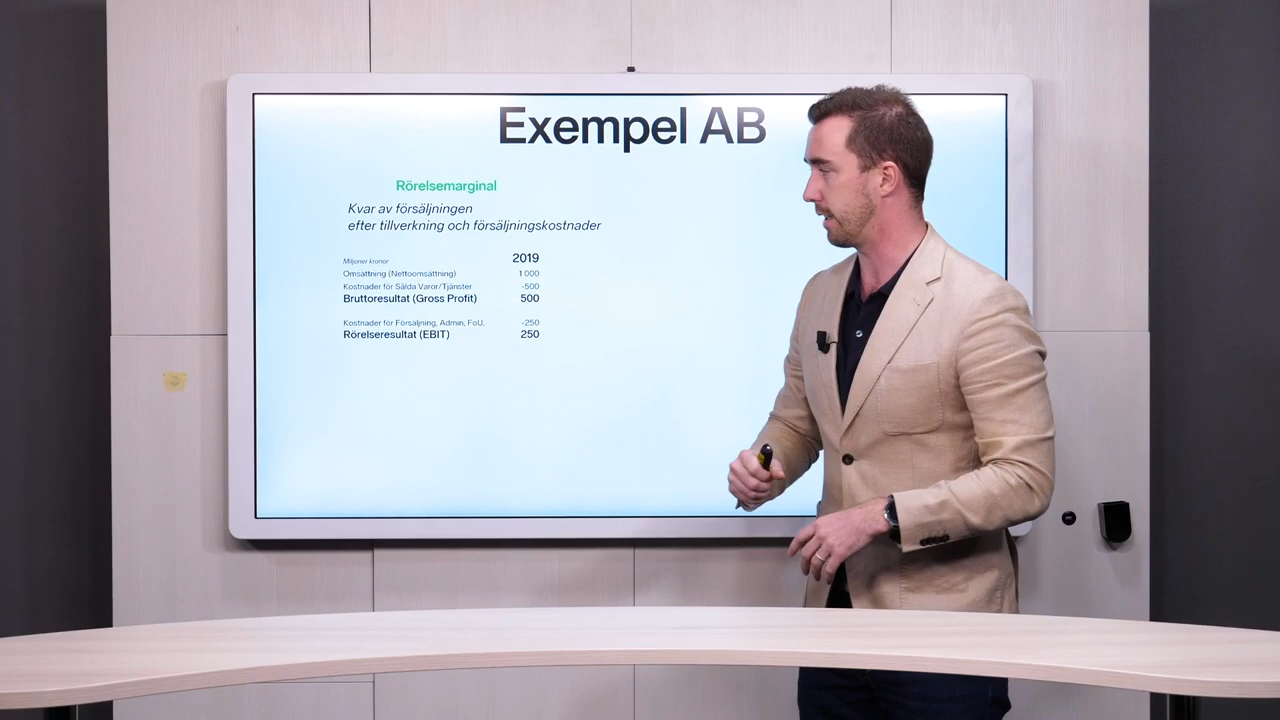 Exempel AB
Rörelsemarginal
Kvar av försäljningen
efter tillverkning och försäljningskostnader
Miljoner kronor 2019
Omsättning (Nettoomsättning) 1 000
Kostnader för Sålda Varor/Tjänster -500
Bruttoresultat (Gross Profit) 500
Kostnader för Försäljning, Admin, FoU, -250
Rörelseresultat (EBIT) 250